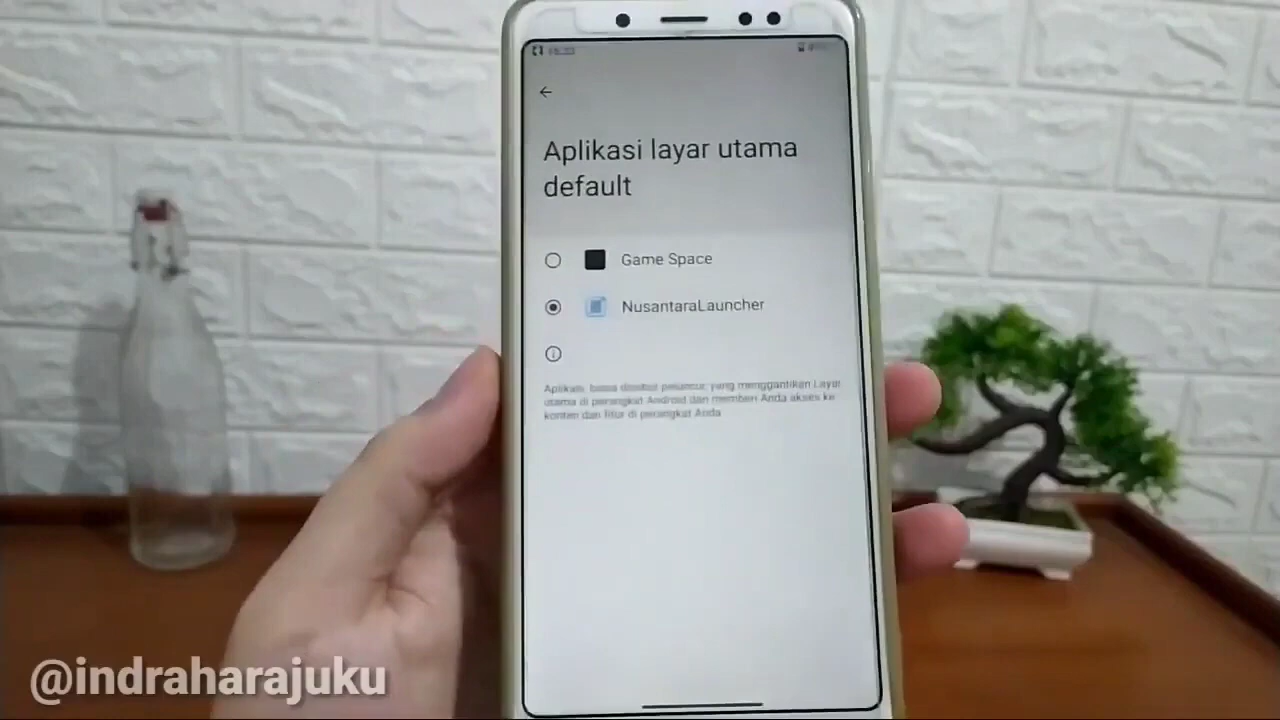 Aplikasi layar utama
default
Game Space
NusantaraLauncher
Aplikasi, biasa disebut peluncur, yang menggantikan Layar
utama di perangkat Android dan memberi Anda akses ke
konten dan fitur di perangkat Anda
@indraharajuku